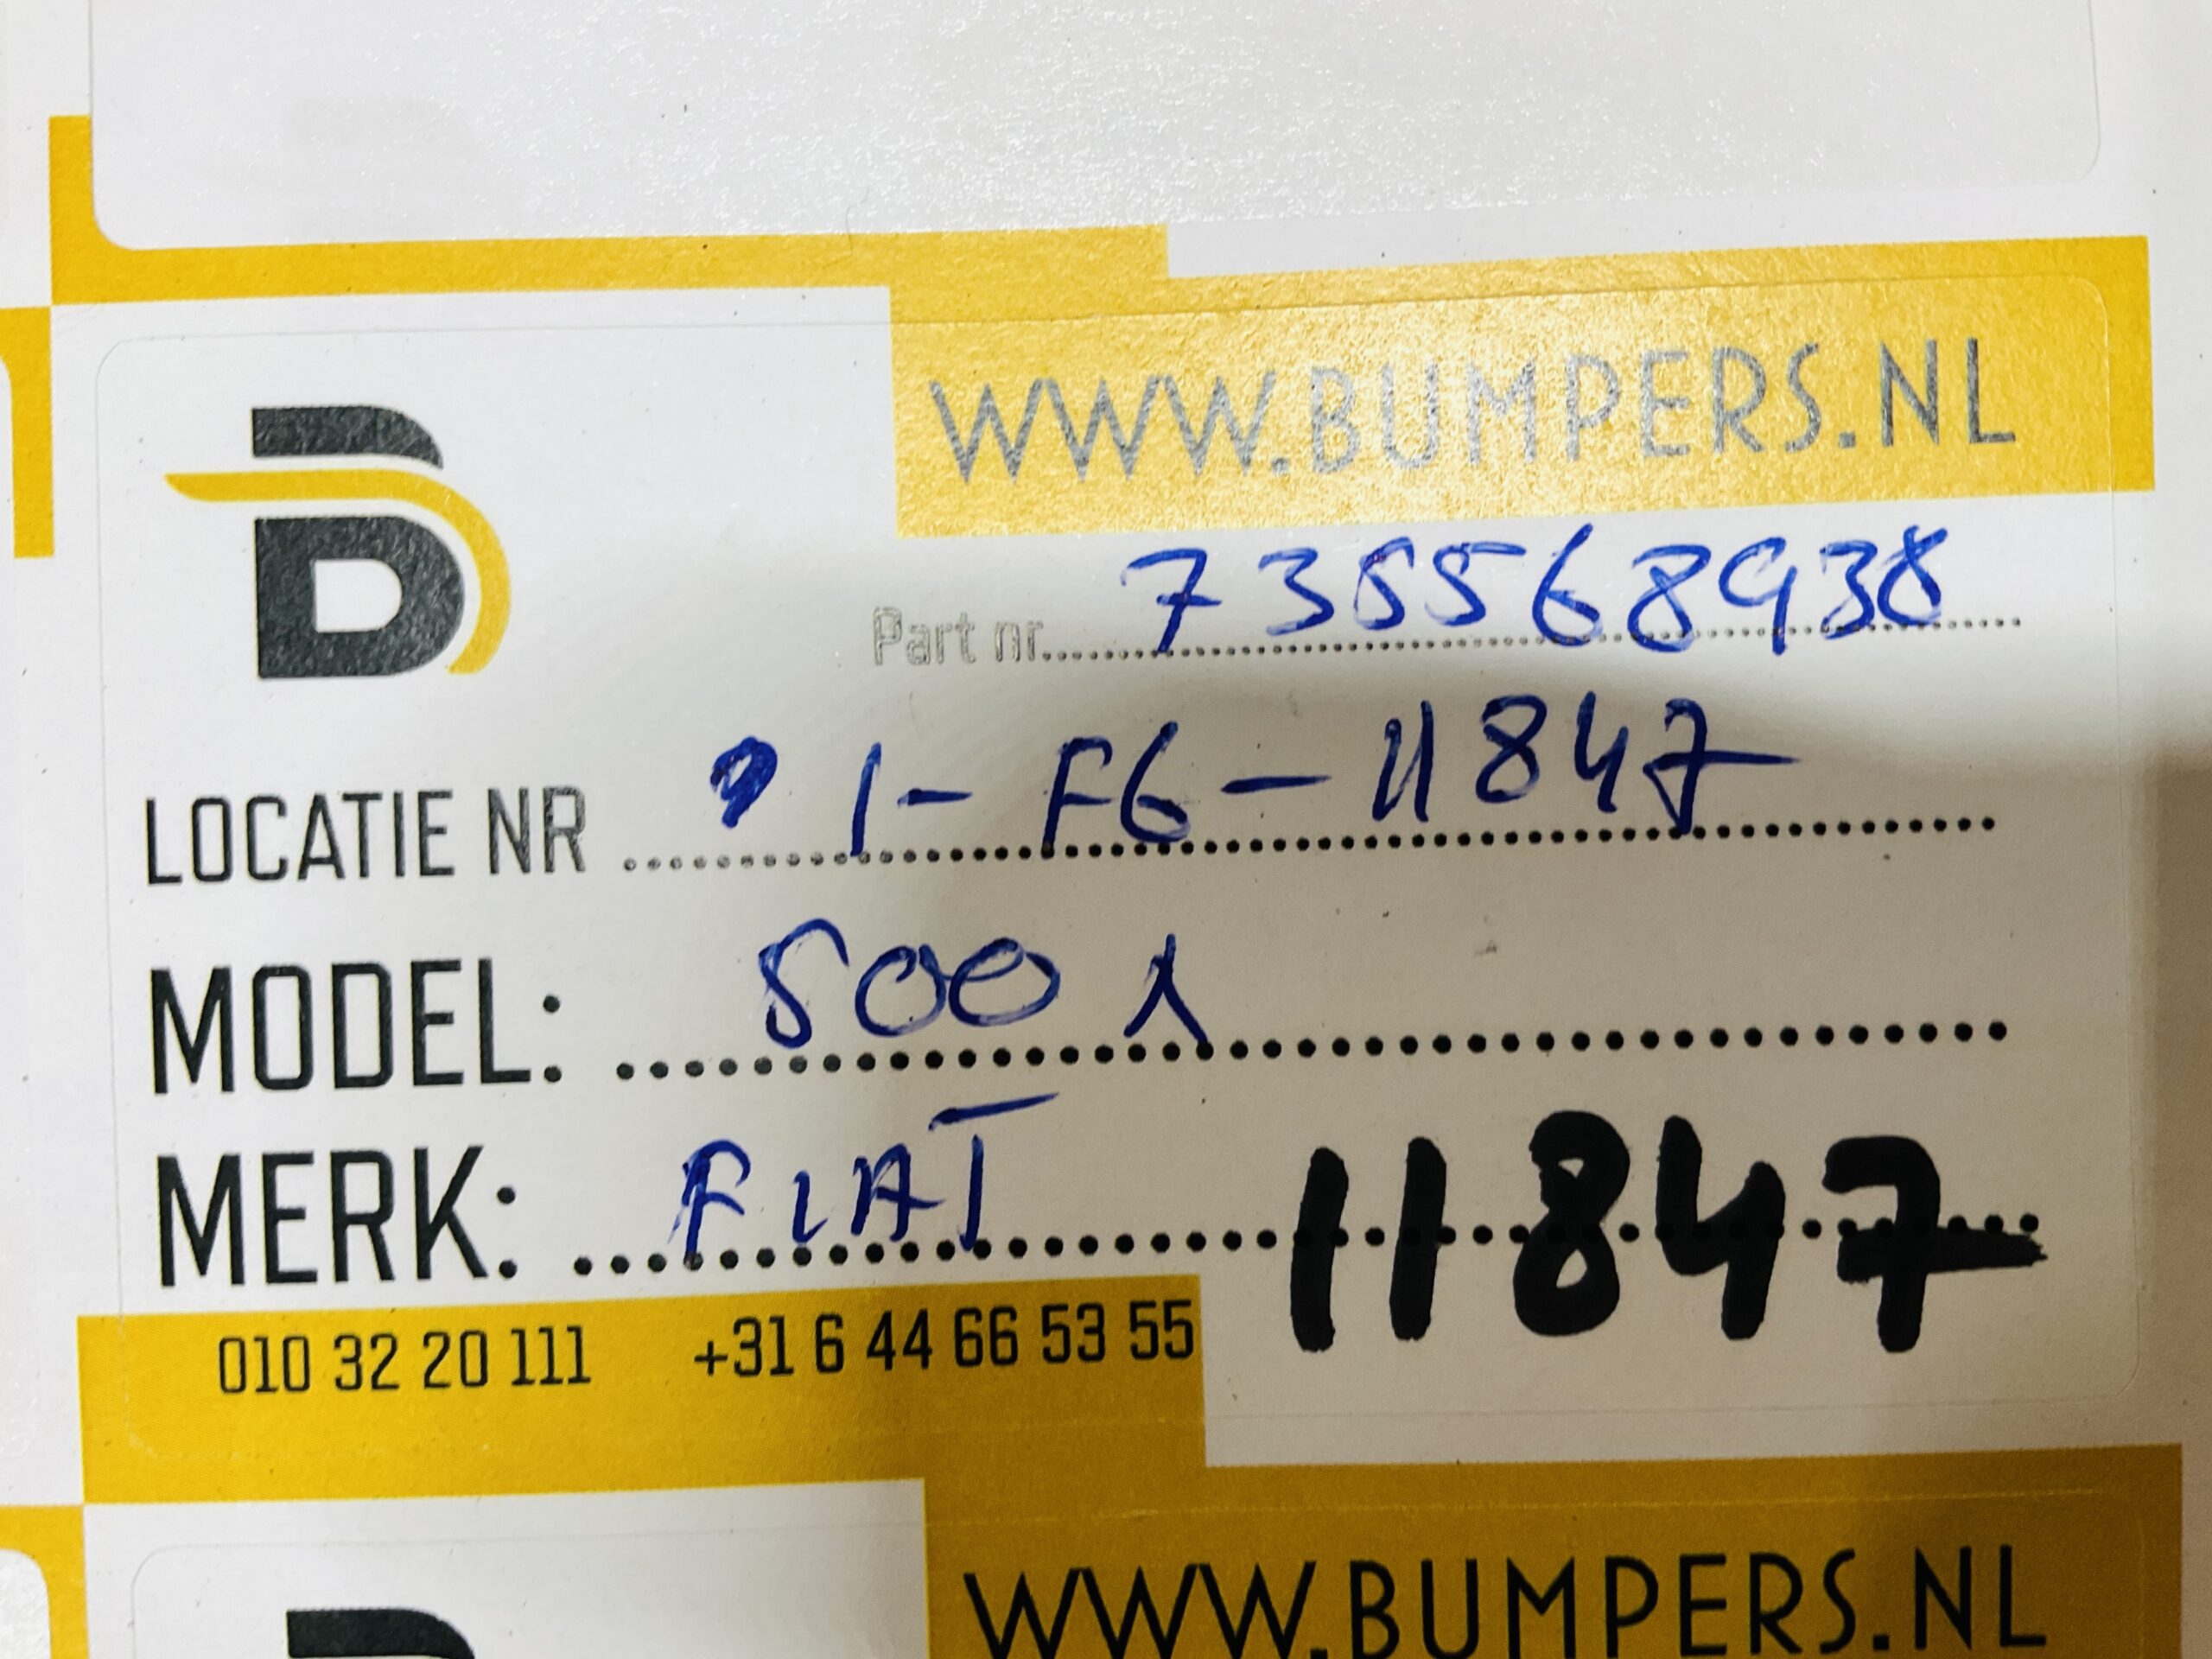 WWW.BUMPERS.NL
Part nr. 735568938
LOCATIE NR 1-F6-11847
MODEL: 500 X
MERK: FIAT 11847
010 32 20 111 +31 6 44 66 53 55
WWW.BUMPERS.NL